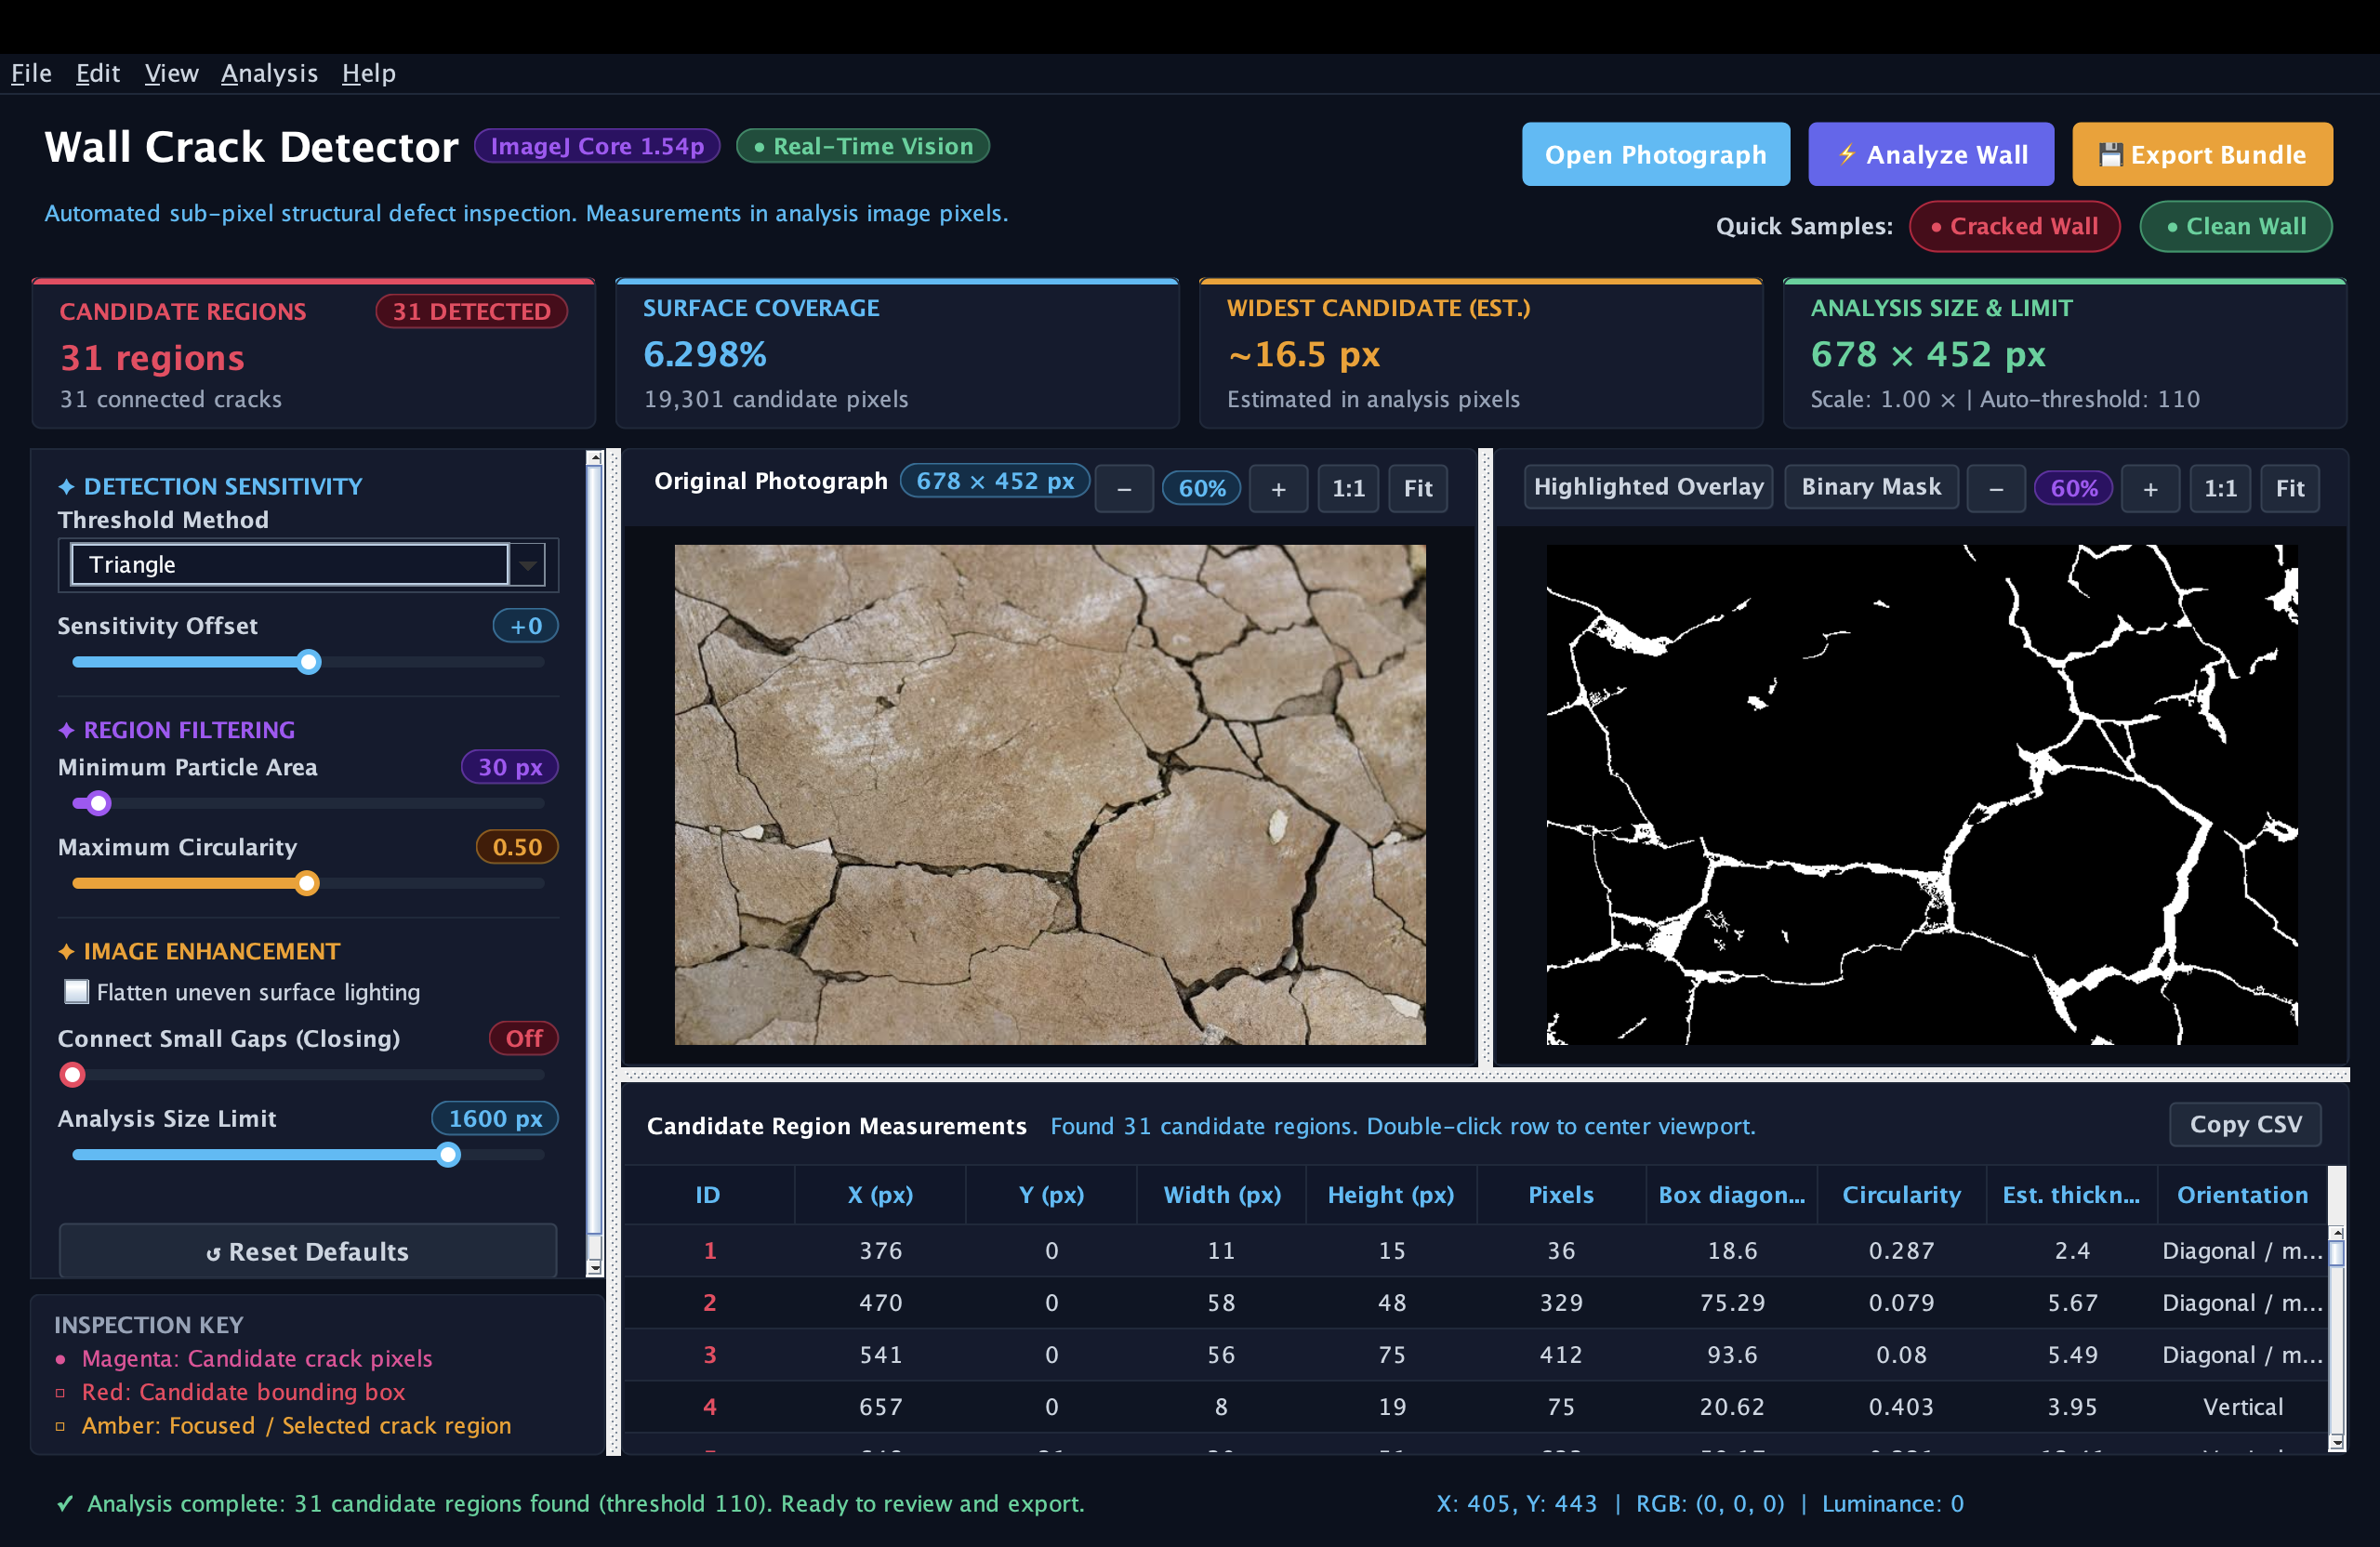 File Edit View Analysis Help
Wall Crack Detector ImageJ Core 1.54p ● Real-Time Vision
Automated sub-pixel structural defect inspection. Measurements in analysis image pixels.
Open Photograph ⚡ Analyze Wall 💾 Export Bundle
Quick Samples: ● Cracked Wall ● Clean Wall
CANDIDATE REGIONS 31 DETECTED
31 regions
31 connected cracks
SURFACE COVERAGE
6.298%
19,301 candidate pixels
WIDEST CANDIDATE (EST.)
~16.5 px
Estimated in analysis pixels
ANALYSIS SIZE & LIMIT
678 × 452 px
Scale: 1.00 × | Auto-threshold: 110
✦ DETECTION SENSITIVITY
Threshold Method
Triangle
Sensitivity Offset +0
✦ REGION FILTERING
Minimum Particle Area 30 px
Maximum Circularity 0.50
✦ IMAGE ENHANCEMENT
Flatten uneven surface lighting
Connect Small Gaps (Closing) Off
Analysis Size Limit 1600 px
↺ Reset Defaults
INSPECTION KEY
● Magenta: Candidate crack pixels
▫ Red: Candidate bounding box
▫ Amber: Focused / Selected crack region
Original Photograph 678 × 452 px − 60% + 1:1 Fit
Highlighted Overlay Binary Mask − 60% + 1:1 Fit
Candidate Region Measurements Found 31 candidate regions. Double-click row to center viewport. Copy CSV
ID X (px) Y (px) Width (px) Height (px) Pixels Box diagon... Circularity Est. thickn... Orientation
1 376 0 11 15 36 18.6 0.287 2.4 Diagonal / m...
2 470 0 58 48 329 75.29 0.079 5.67 Diagonal / m...
3 541 0 56 75 412 93.6 0.08 5.49 Diagonal / m...
4 657 0 8 19 75 20.62 0.403 3.95 Vertical
✓ Analysis complete: 31 candidate regions found (threshold 110). Ready to review and export.
X: 405, Y: 443 | RGB: (0, 0, 0) | Luminance: 0